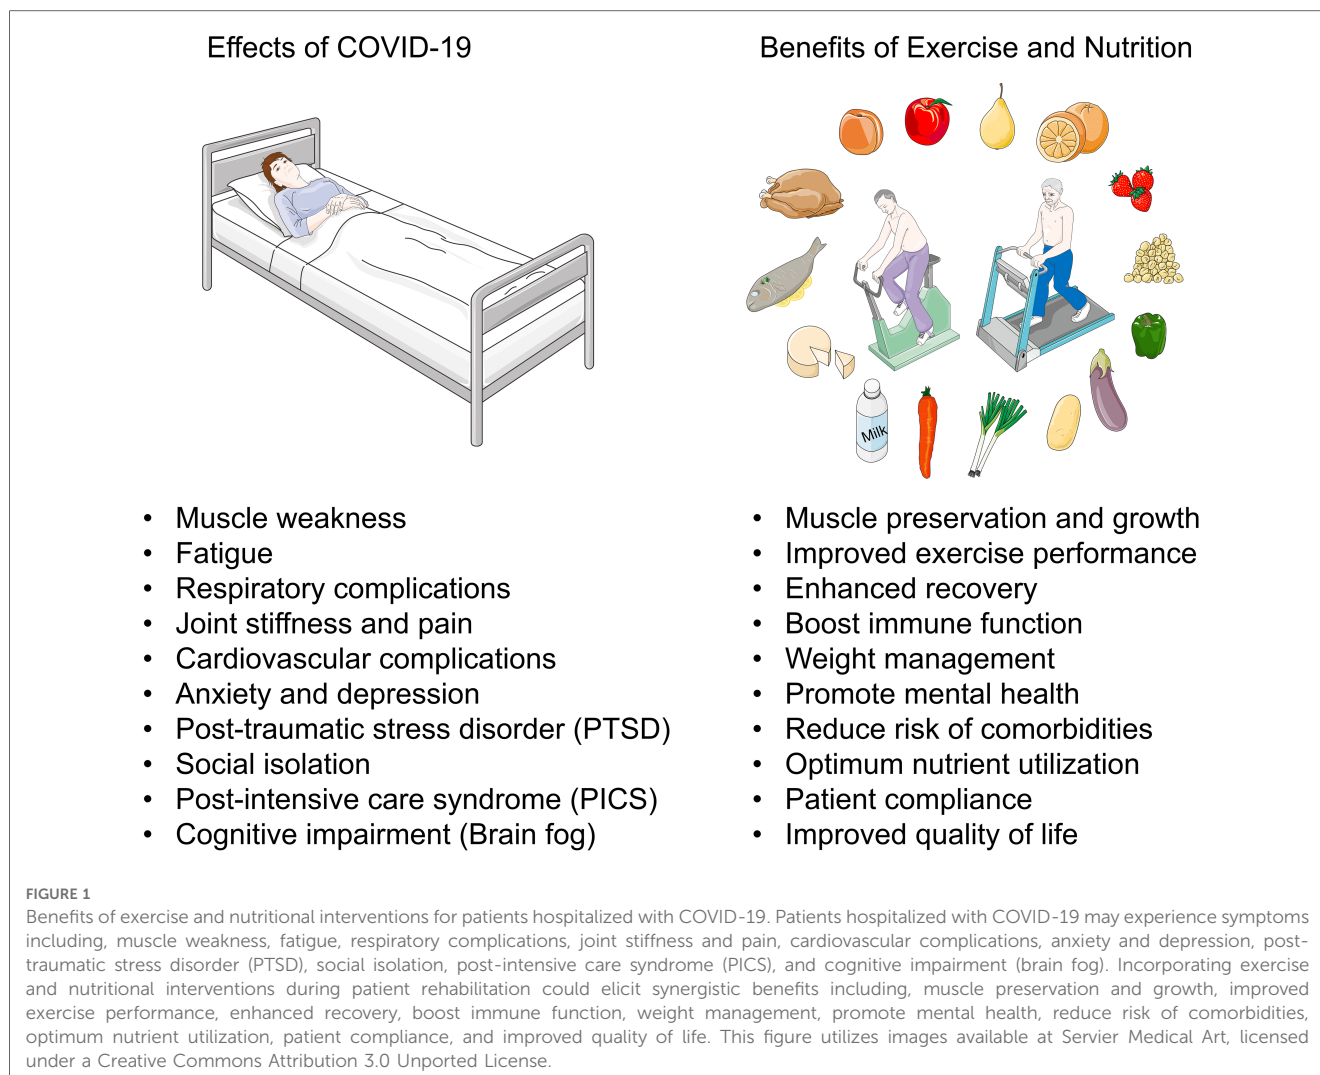 Effects of COVID-19
Benefits of Exercise and Nutrition
Milk
• Muscle weakness
• Fatigue
• Respiratory complications
• Joint stiffness and pain
• Cardiovascular complications
• Anxiety and depression
• Post-traumatic stress disorder (PTSD)
• Social isolation
• Post-intensive care syndrome (PICS)
• Cognitive impairment (Brain fog)
• Muscle preservation and growth
• Improved exercise performance
• Enhanced recovery
• Boost immune function
• Weight management
• Promote mental health
• Reduce risk of comorbidities
• Optimum nutrient utilization
• Patient compliance
• Improved quality of life
FIGURE 1
Benefits of exercise and nutritional interventions for patients hospitalized with COVID-19. Patients hospitalized with COVID-19 may experience symptoms
including, muscle weakness, fatigue, respiratory complications, joint stiffness and pain, cardiovascular complications, anxiety and depression, post-
traumatic stress disorder (PTSD), social isolation, post-intensive care syndrome (PICS), and cognitive impairment (brain fog). Incorporating exercise
and nutritional interventions during patient rehabilitation could elicit synergistic benefits including, muscle preservation and growth, improved
exercise performance, enhanced recovery, boost immune function, weight management, promote mental health, reduce risk of comorbidities,
optimum nutrient utilization, patient compliance, and improved quality of life. This figure utilizes images available at Servier Medical Art, licensed
under a Creative Commons Attribution 3.0 Unported License.